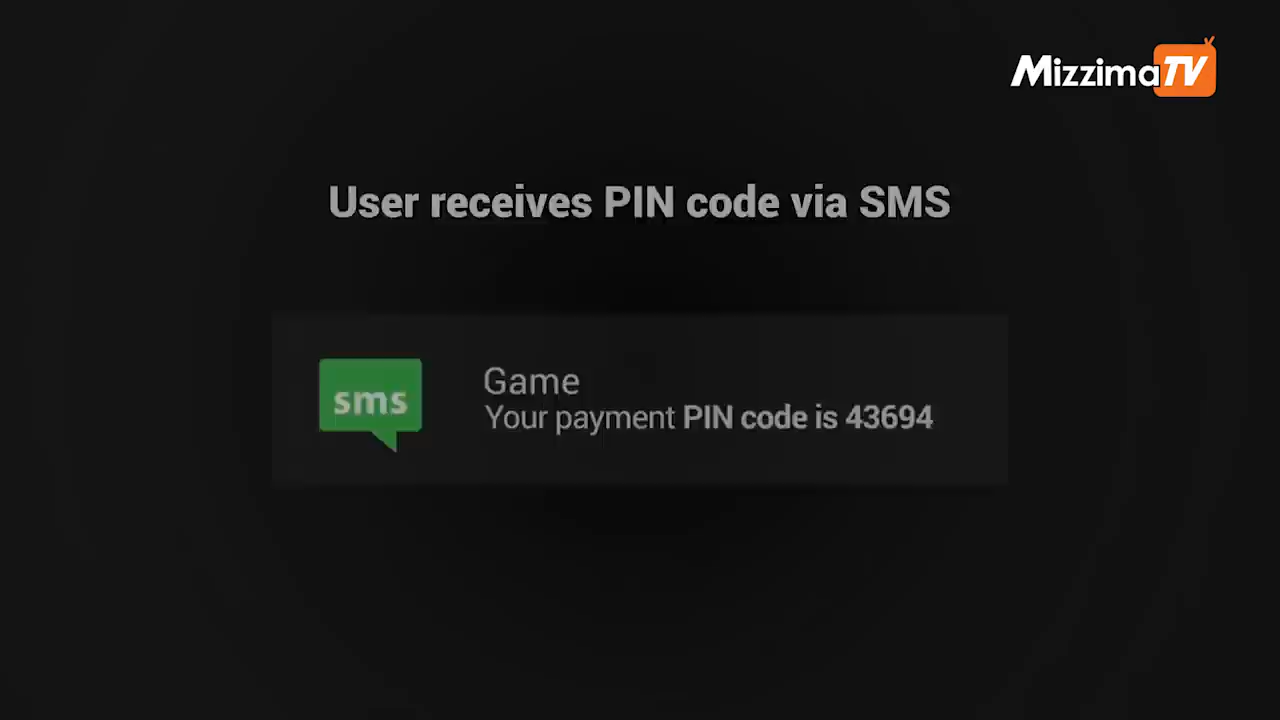 MizzimaTV
User receives PIN code via SMS
sms
Game
Your payment PIN code is 43694